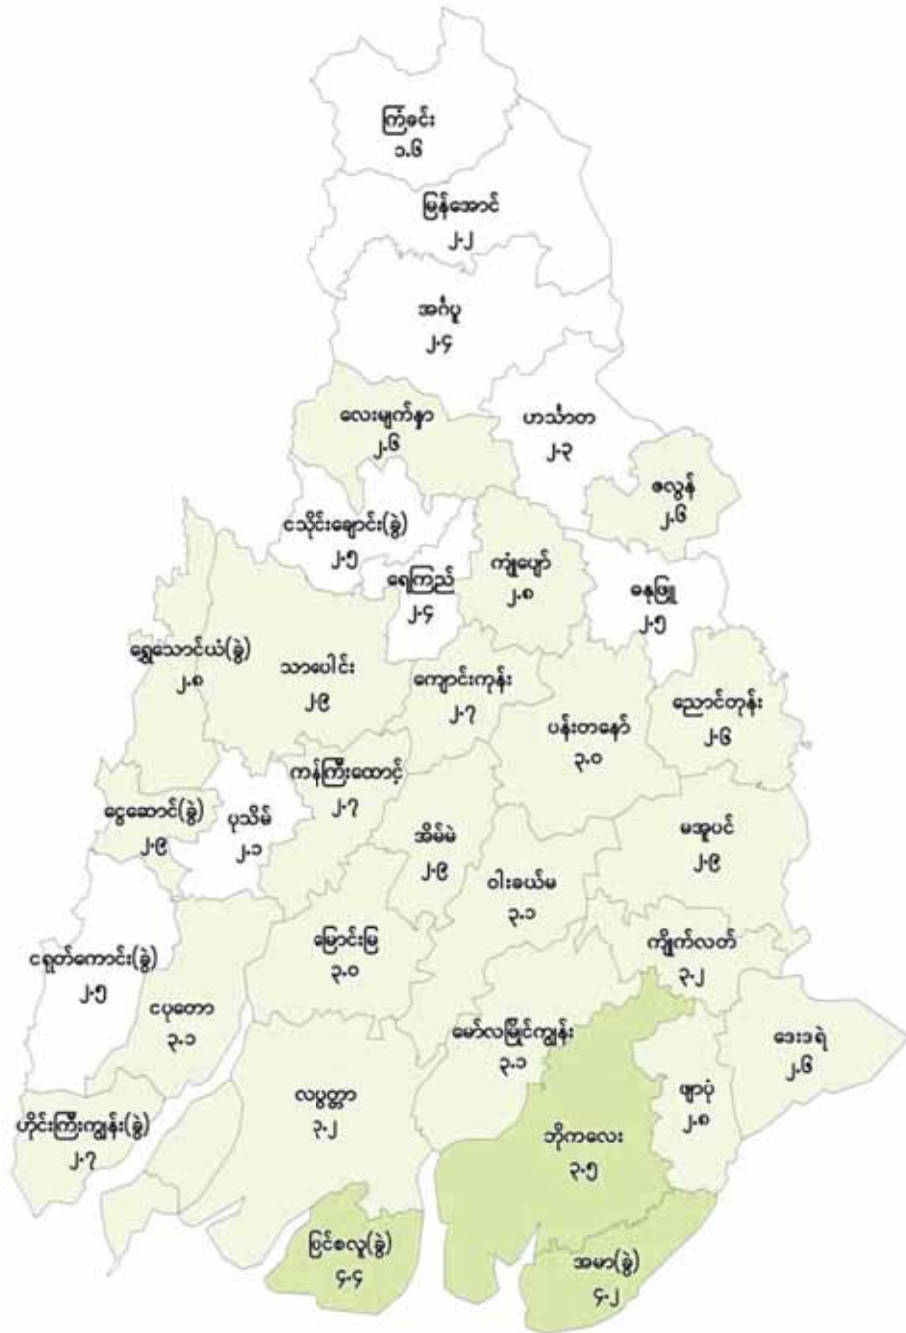 ကြံခင်း
၁.၆
မြန်အောင်
၂.၂
အင်္ဂပူ
၂.၄
လေးမျက်နှာ
၂.၆
ဟင်္သာတ
၂.၃
ဇလွန်
၂.၆
ငသိုင်းချောင်း(ခွဲ)
၂.၅
ရေကြည်
၂.၄
ကျုံပျော်
၂.၈
ဓနုဖြူ
၂.၅
ရွှေသောင်ယံ(ခွဲ)
၂.၈
သာပေါင်း
၂.၉
ကျောင်းကုန်း
၂.၇
ပန်းတနော်
၃.၀
ညောင်တုန်း
၂.၆
ငွေဆောင်(ခွဲ)
၂.၉
ပုသိမ်
၂.၁
ကန်ကြီးထောင့်
၂.၇
အိမ်မဲ
၂.၉
ဝါးခယ်မ
၃.၁
မအူပင်
၂.၉
ငရုတ်ကောင်း(ခွဲ)
၂.၅
ငပုတော
၃.၁
မြောင်းမြ
၃.၀
ကျိုက်လတ်
၃.၂
မော်လမြိုင်ကျွန်း
၃.၁
ဒေးဒရဲ
၂.၆
ဟိုင်းကြီးကျွန်း(ခွဲ)
၂.၇
လပွတ္တာ
၃.၂
ဘိုကလေး
၃.၅
ဖျာပုံ
၂.၈
ပြင်စလူ(ခွဲ)
၄.၄
အမာ(ခွဲ)
၄.၂